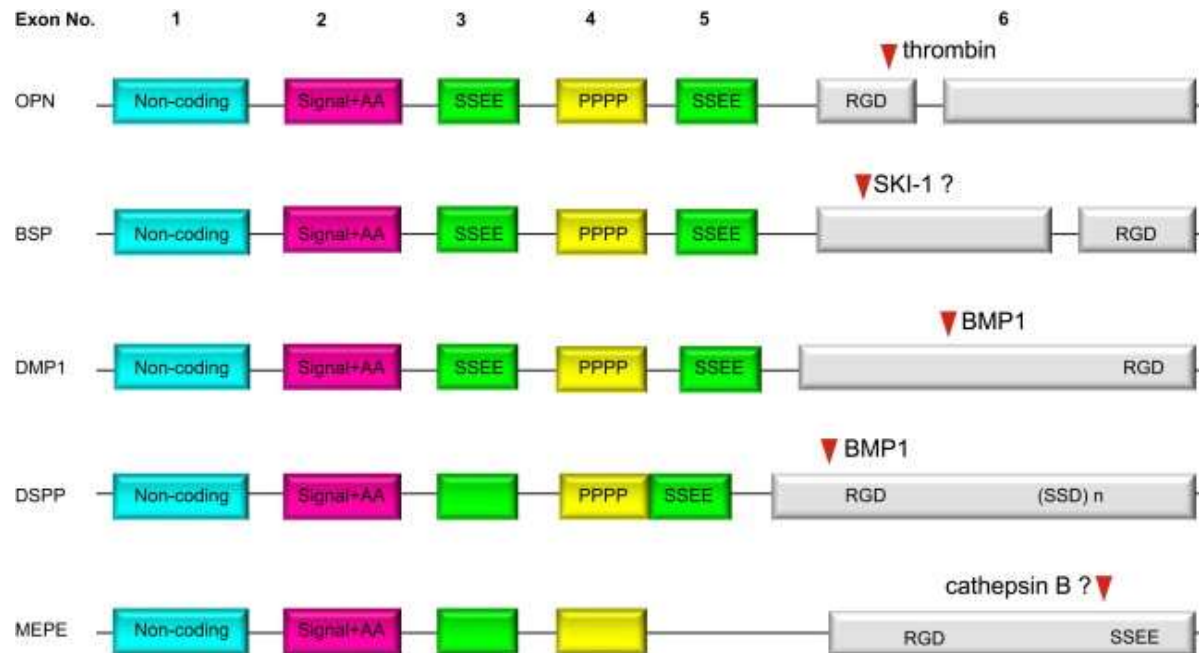 Exon No. 1 2 3 4 5 6
thrombin
OPN Non-coding Signal+AA SSEE PPPP SSEE RGD
SKI-1 ?
BSP Non-coding Signal+AA SSEE PPPP SSEE RGD
BMP1
DMP1 Non-coding Signal+AA SSEE PPPP SSEE RGD
BMP1
DSPP Non-coding Signal+AA PPPP SSEE RGD (SSD) n
cathepsin B ?
MEPE Non-coding Signal+AA RGD SSEE